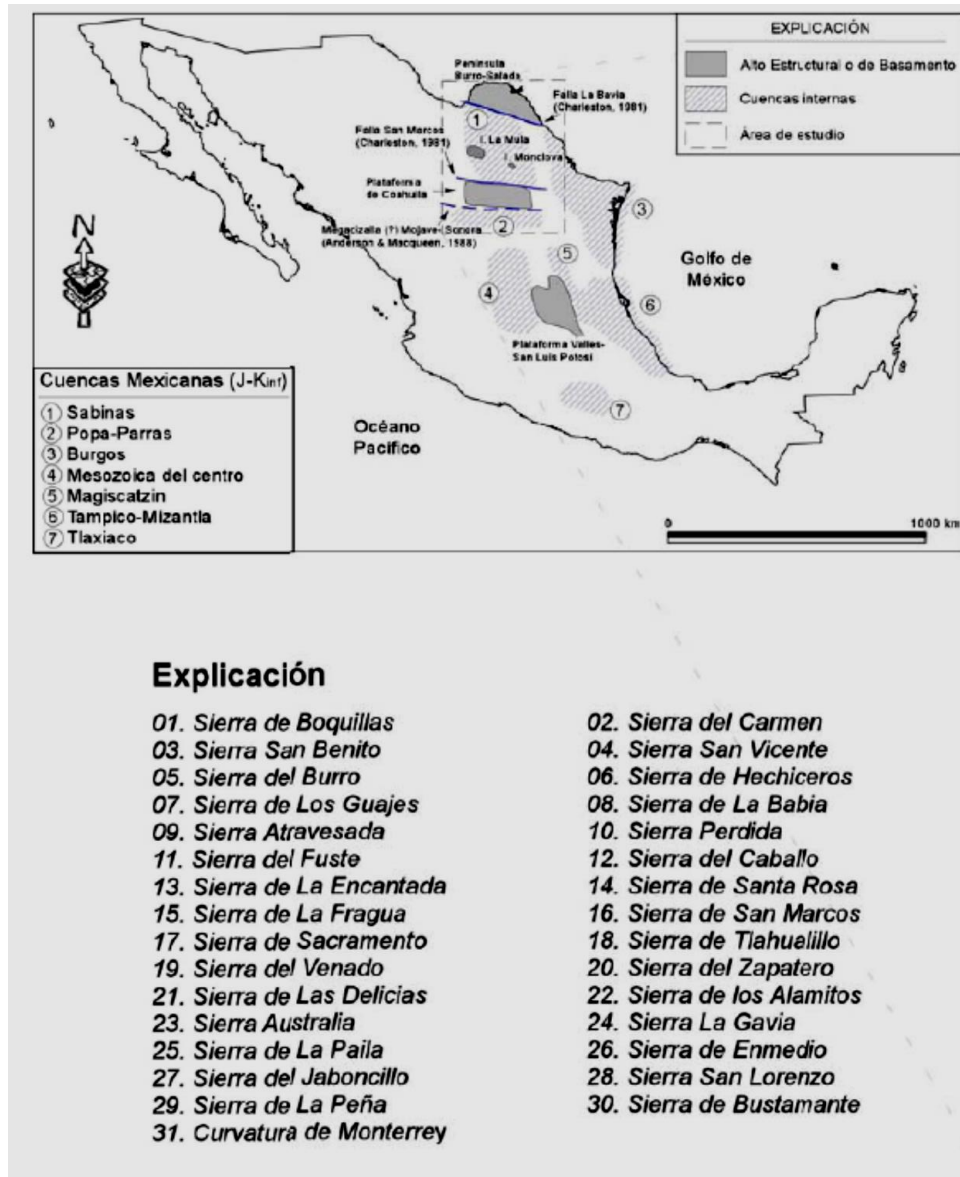 EXPLICACIÓN
Alto Estructural o de Basamento
Cuencas internas
Área de estudio
Peninsula
Burro-Salado
Falla La Bavia
(Charleston, 1981)
1
Falla San Marcos
(Charleston, 1981)
I. La Mula
I. Monclova
Plataforma
de Coahuila
Megacizalla (?) Mojave-Sonora
(Anderson & Macqueen, 1988)
2
3
N
5
Golfo de
México
4
6
Plataforma Valles-
San Luis Potosí
7
Océano
Pacífico
Cuencas Mexicanas (J-Kinf)
1 Sabinas
2 Popa-Parras
3 Burgos
4 Mesozoica del centro
5 Magiscatzin
6 Tampico-Mizantla
7 Tlaxiaco
0 1000 km
Explicación
01. Sierra de Boquillas
02. Sierra del Carmen
03. Sierra San Benito
04. Sierra San Vicente
05. Sierra del Burro
06. Sierra de Hechiceros
07. Sierra de Los Guajes
08. Sierra de La Babia
09. Sierra Atravesada
10. Sierra Perdida
11. Sierra del Fuste
12. Sierra del Caballo
13. Sierra de La Encantada
14. Sierra de Santa Rosa
15. Sierra de La Fragua
16. Sierra de San Marcos
17. Sierra de Sacramento
18. Sierra de Tlahualillo
19. Sierra del Venado
20. Sierra del Zapatero
21. Sierra de Las Delicias
22. Sierra de los Alamitos
23. Sierra Australia
24. Sierra La Gavia
25. Sierra de La Paila
26. Sierra de Enmedio
27. Sierra del Jaboncillo
28. Sierra San Lorenzo
29. Sierra de La Peña
30. Sierra de Bustamante
31. Curvatura de Monterrey